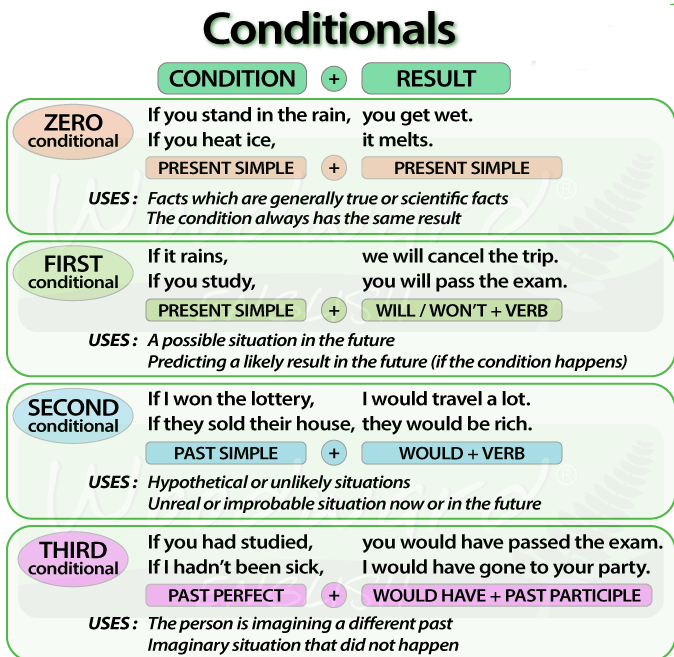 Conditionals
CONDITION + RESULT
ZERO conditional
If you stand in the rain, you get wet.
If you heat ice, it melts.
PRESENT SIMPLE + PRESENT SIMPLE
USES : Facts which are generally true or scientific facts
The condition always has the same result
FIRST conditional
If it rains, we will cancel the trip.
If you study, you will pass the exam.
PRESENT SIMPLE + WILL / WON'T + VERB
USES : A possible situation in the future
Predicting a likely result in the future (if the condition happens)
SECOND conditional
If I won the lottery, I would travel a lot.
If they sold their house, they would be rich.
PAST SIMPLE + WOULD + VERB
USES : Hypothetical or unlikely situations
Unreal or improbable situation now or in the future
THIRD conditional
If you had studied, you would have passed the exam.
If I hadn't been sick, I would have gone to your party.
PAST PERFECT + WOULD HAVE + PAST PARTICIPLE
USES : The person is imagining a different past
Imaginary situation that did not happen